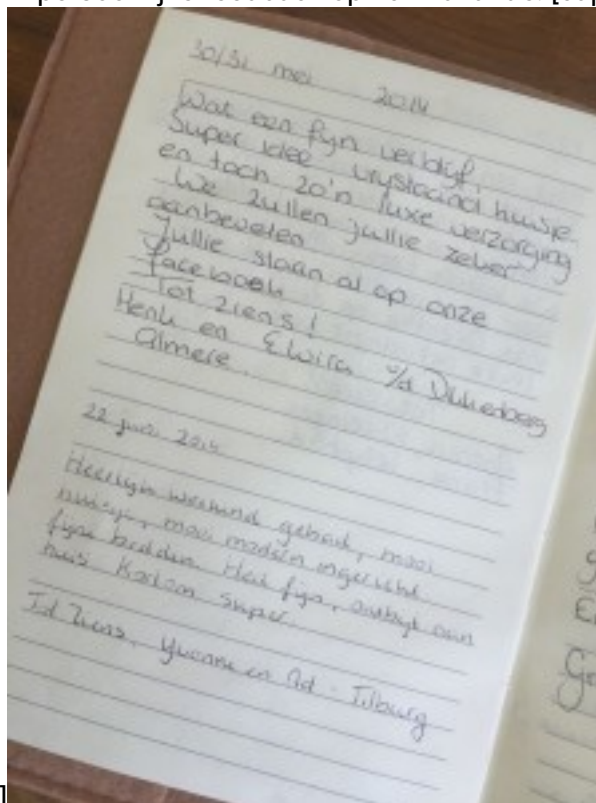 30/31 mei 2014
Wat een fijn verblijf.
Super idee vrijstaand huisje
en toch zo'n luxe verzorging
We zullen jullie zeker
aanbevelen
Jullie staan al op onze
facebook
Tot ziens!
Henk en Elwira v/d
Almere.
22 juni 2014
Heerlijk weekend gehad, mooi
huisje, mooi modern ingericht
fijne bedden. Heel fijn, ontbijt aan
huis Kortom super.
Tot Ziens, Yvonne en Ad - Tilburg